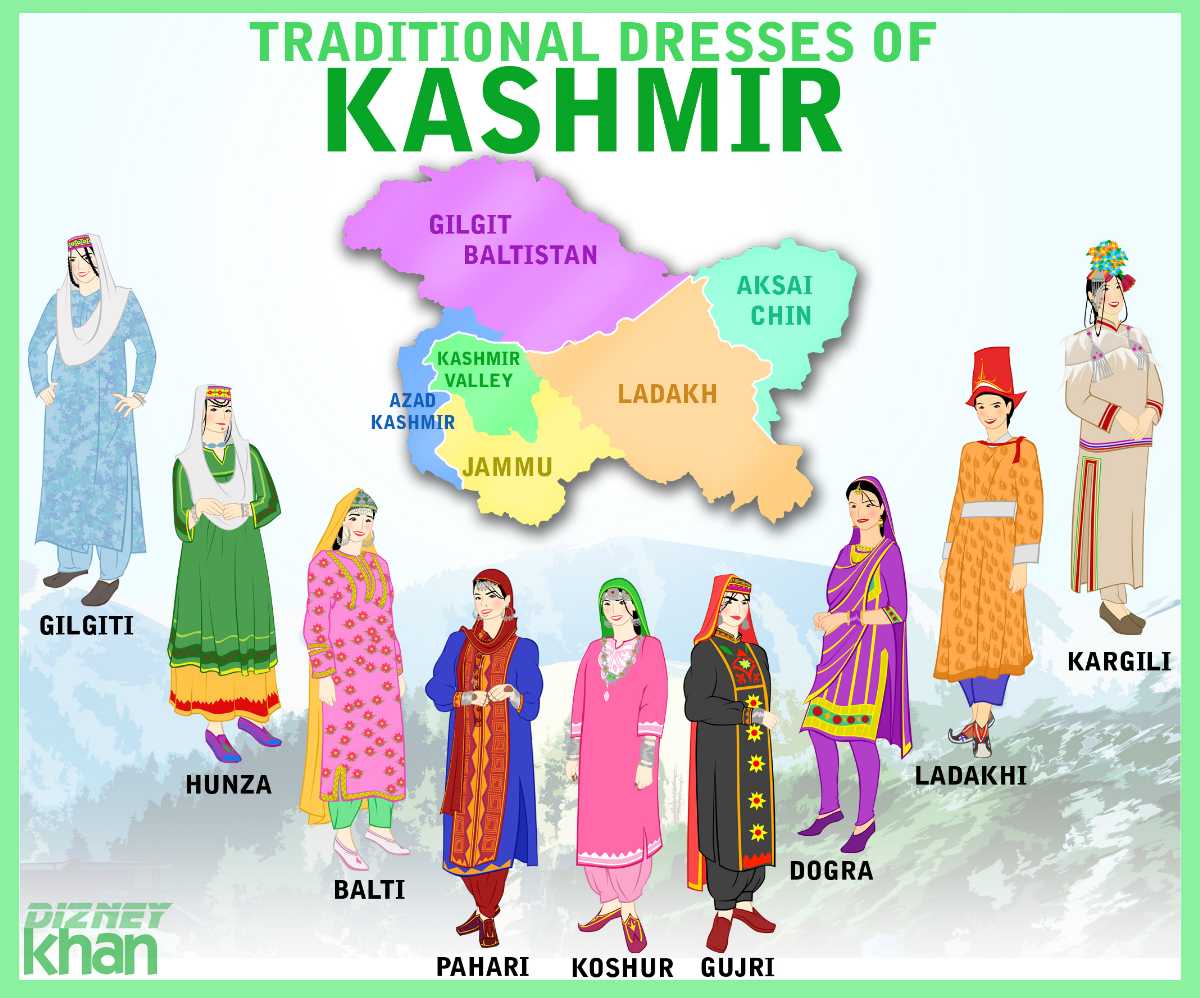 TRADITIONAL DRESSES OF
KASHMIR
GILGIT
BALTISTAN
AKSAI
CHIN
KASHMIR
VALLEY
LADAKH
AZAD
KASHMIR
JAMMU
GILGITI
HUNZA
BALTI
PAHARI
KOSHUR
GUJRI
DOGRA
LADAKHI
KARGILI
DIZNEY
khan